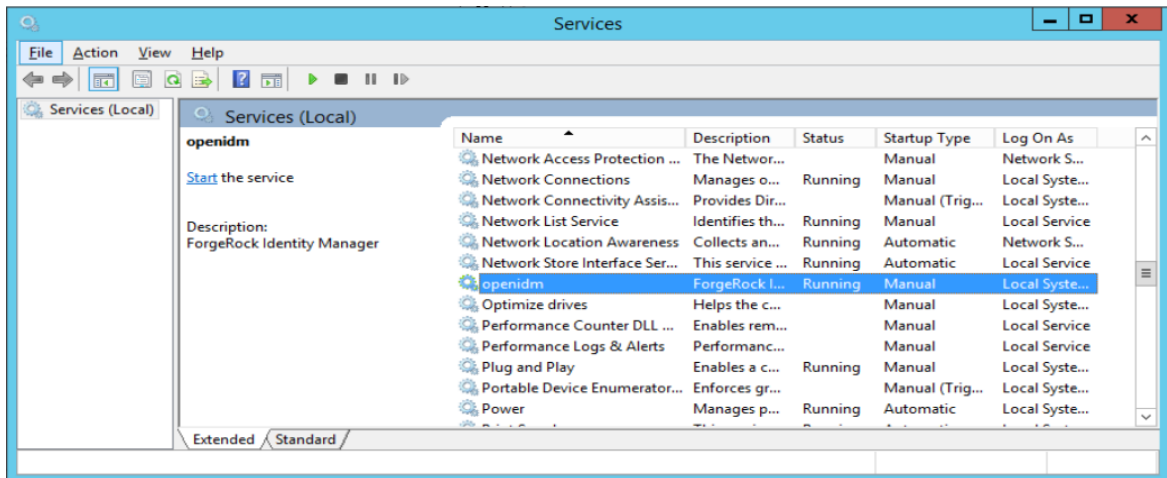 Services
File Action View Help
Services (Local)
Services (Local)
openidm
Start the service
Description:
ForgeRock Identity Manager
Name Description Status Startup Type Log On As
Network Access Protection ... The Networ... Manual Network S...
Network Connections Manages o... Running Manual Local Syste...
Network Connectivity Assis... Provides Dir... Manual (Trig... Local Syste...
Network List Service Identifies th... Running Manual Local Service
Network Location Awareness Collects an... Running Automatic Network S...
Network Store Interface Ser... This service ... Running Automatic Local Service
openidm ForgeRock I... Running Manual Local Syste...
Optimize drives Helps the c... Manual Local Syste...
Performance Counter DLL ... Enables rem... Manual Local Service
Performance Logs & Alerts Performanc... Manual Local Service
Plug and Play Enables a c... Running Manual Local Syste...
Portable Device Enumerator... Enforces gr... Manual (Trig... Local Syste...
Power Manages p... Running Automatic Local Syste...
Extended Standard